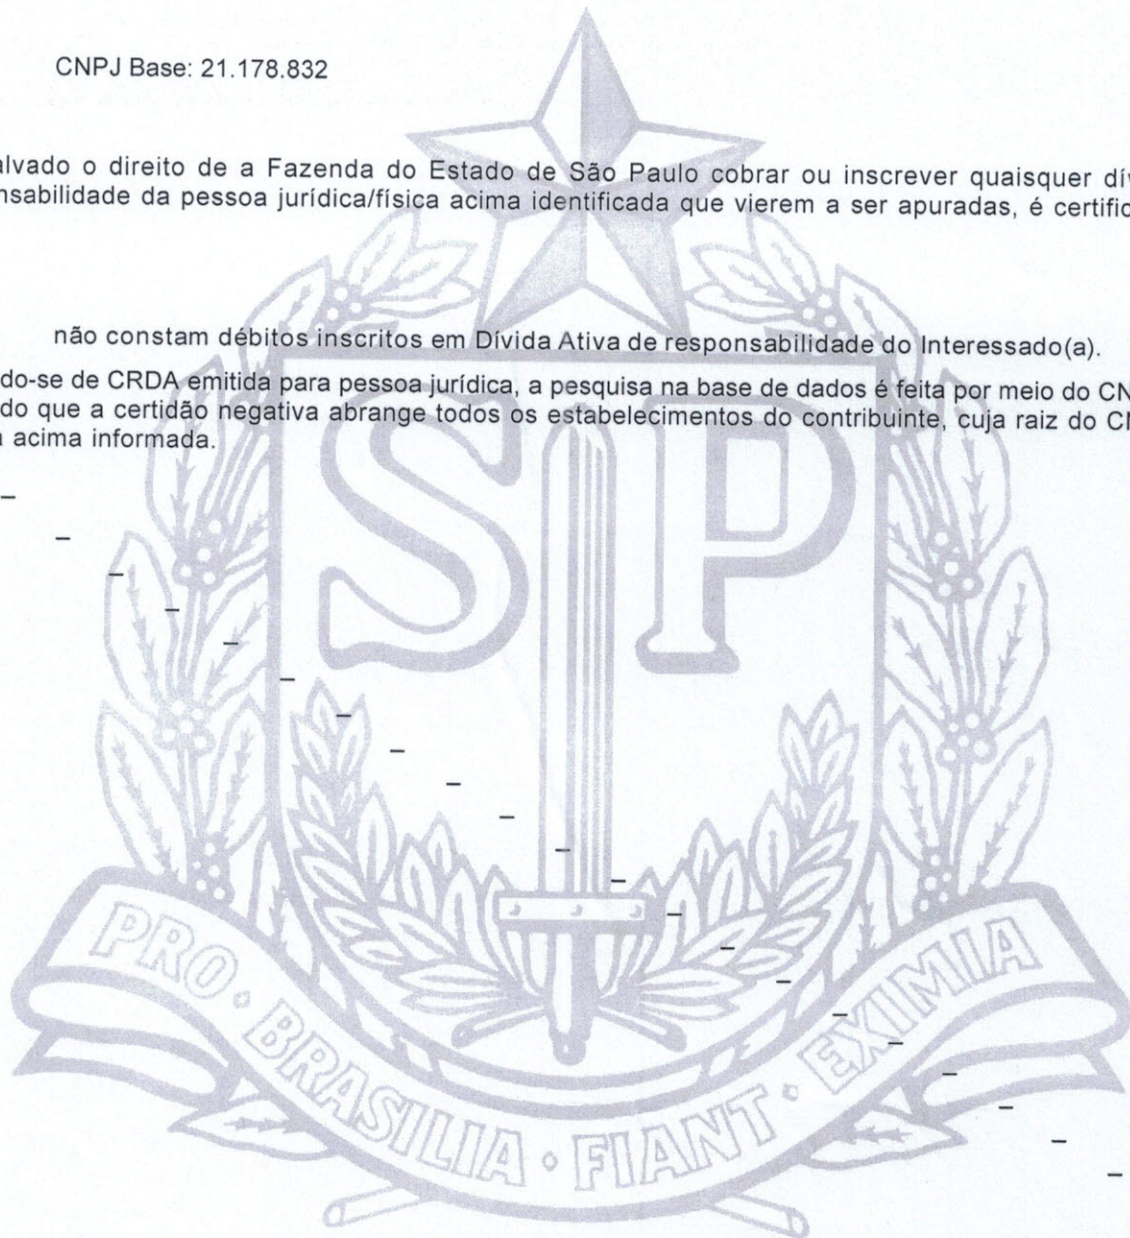 CNPJ Base: 21.178.832
alvado o direito de a Fazenda do Estado de São Paulo cobrar ou inscrever quaisquer dív
nsabilidade da pessoa jurídica/física acima identificada que vierem a ser apuradas, é certific
não constam débitos inscritos em Dívida Ativa de responsabilidade do Interessado(a).
do-se de CRDA emitida para pessoa jurídica, a pesquisa na base de dados é feita por meio do CN
do que a certidão negativa abrange todos os estabelecimentos do contribuinte, cuja raiz do CN
acima informada.
SP
PRO • BRASILIA • FIANT • EXIMIA